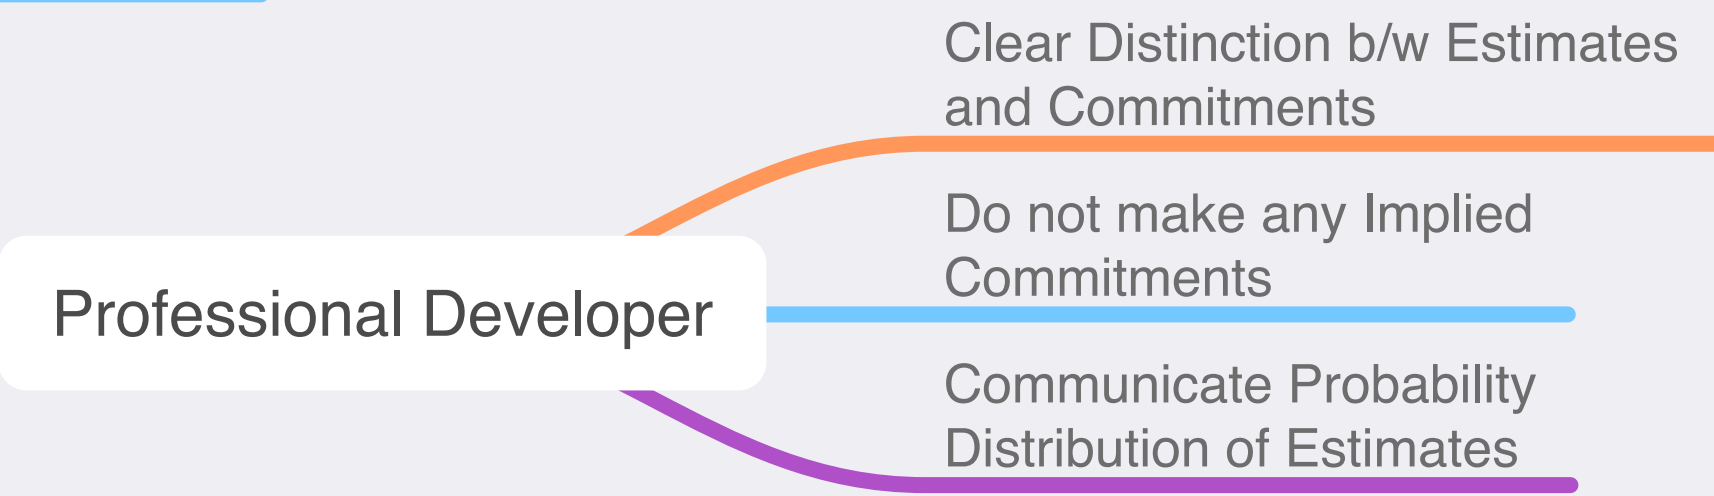 Clear Distinction b/w Estimates
and Commitments
Do not make any Implied
Commitments
Professional Developer
Communicate Probability
Distribution of Estimates